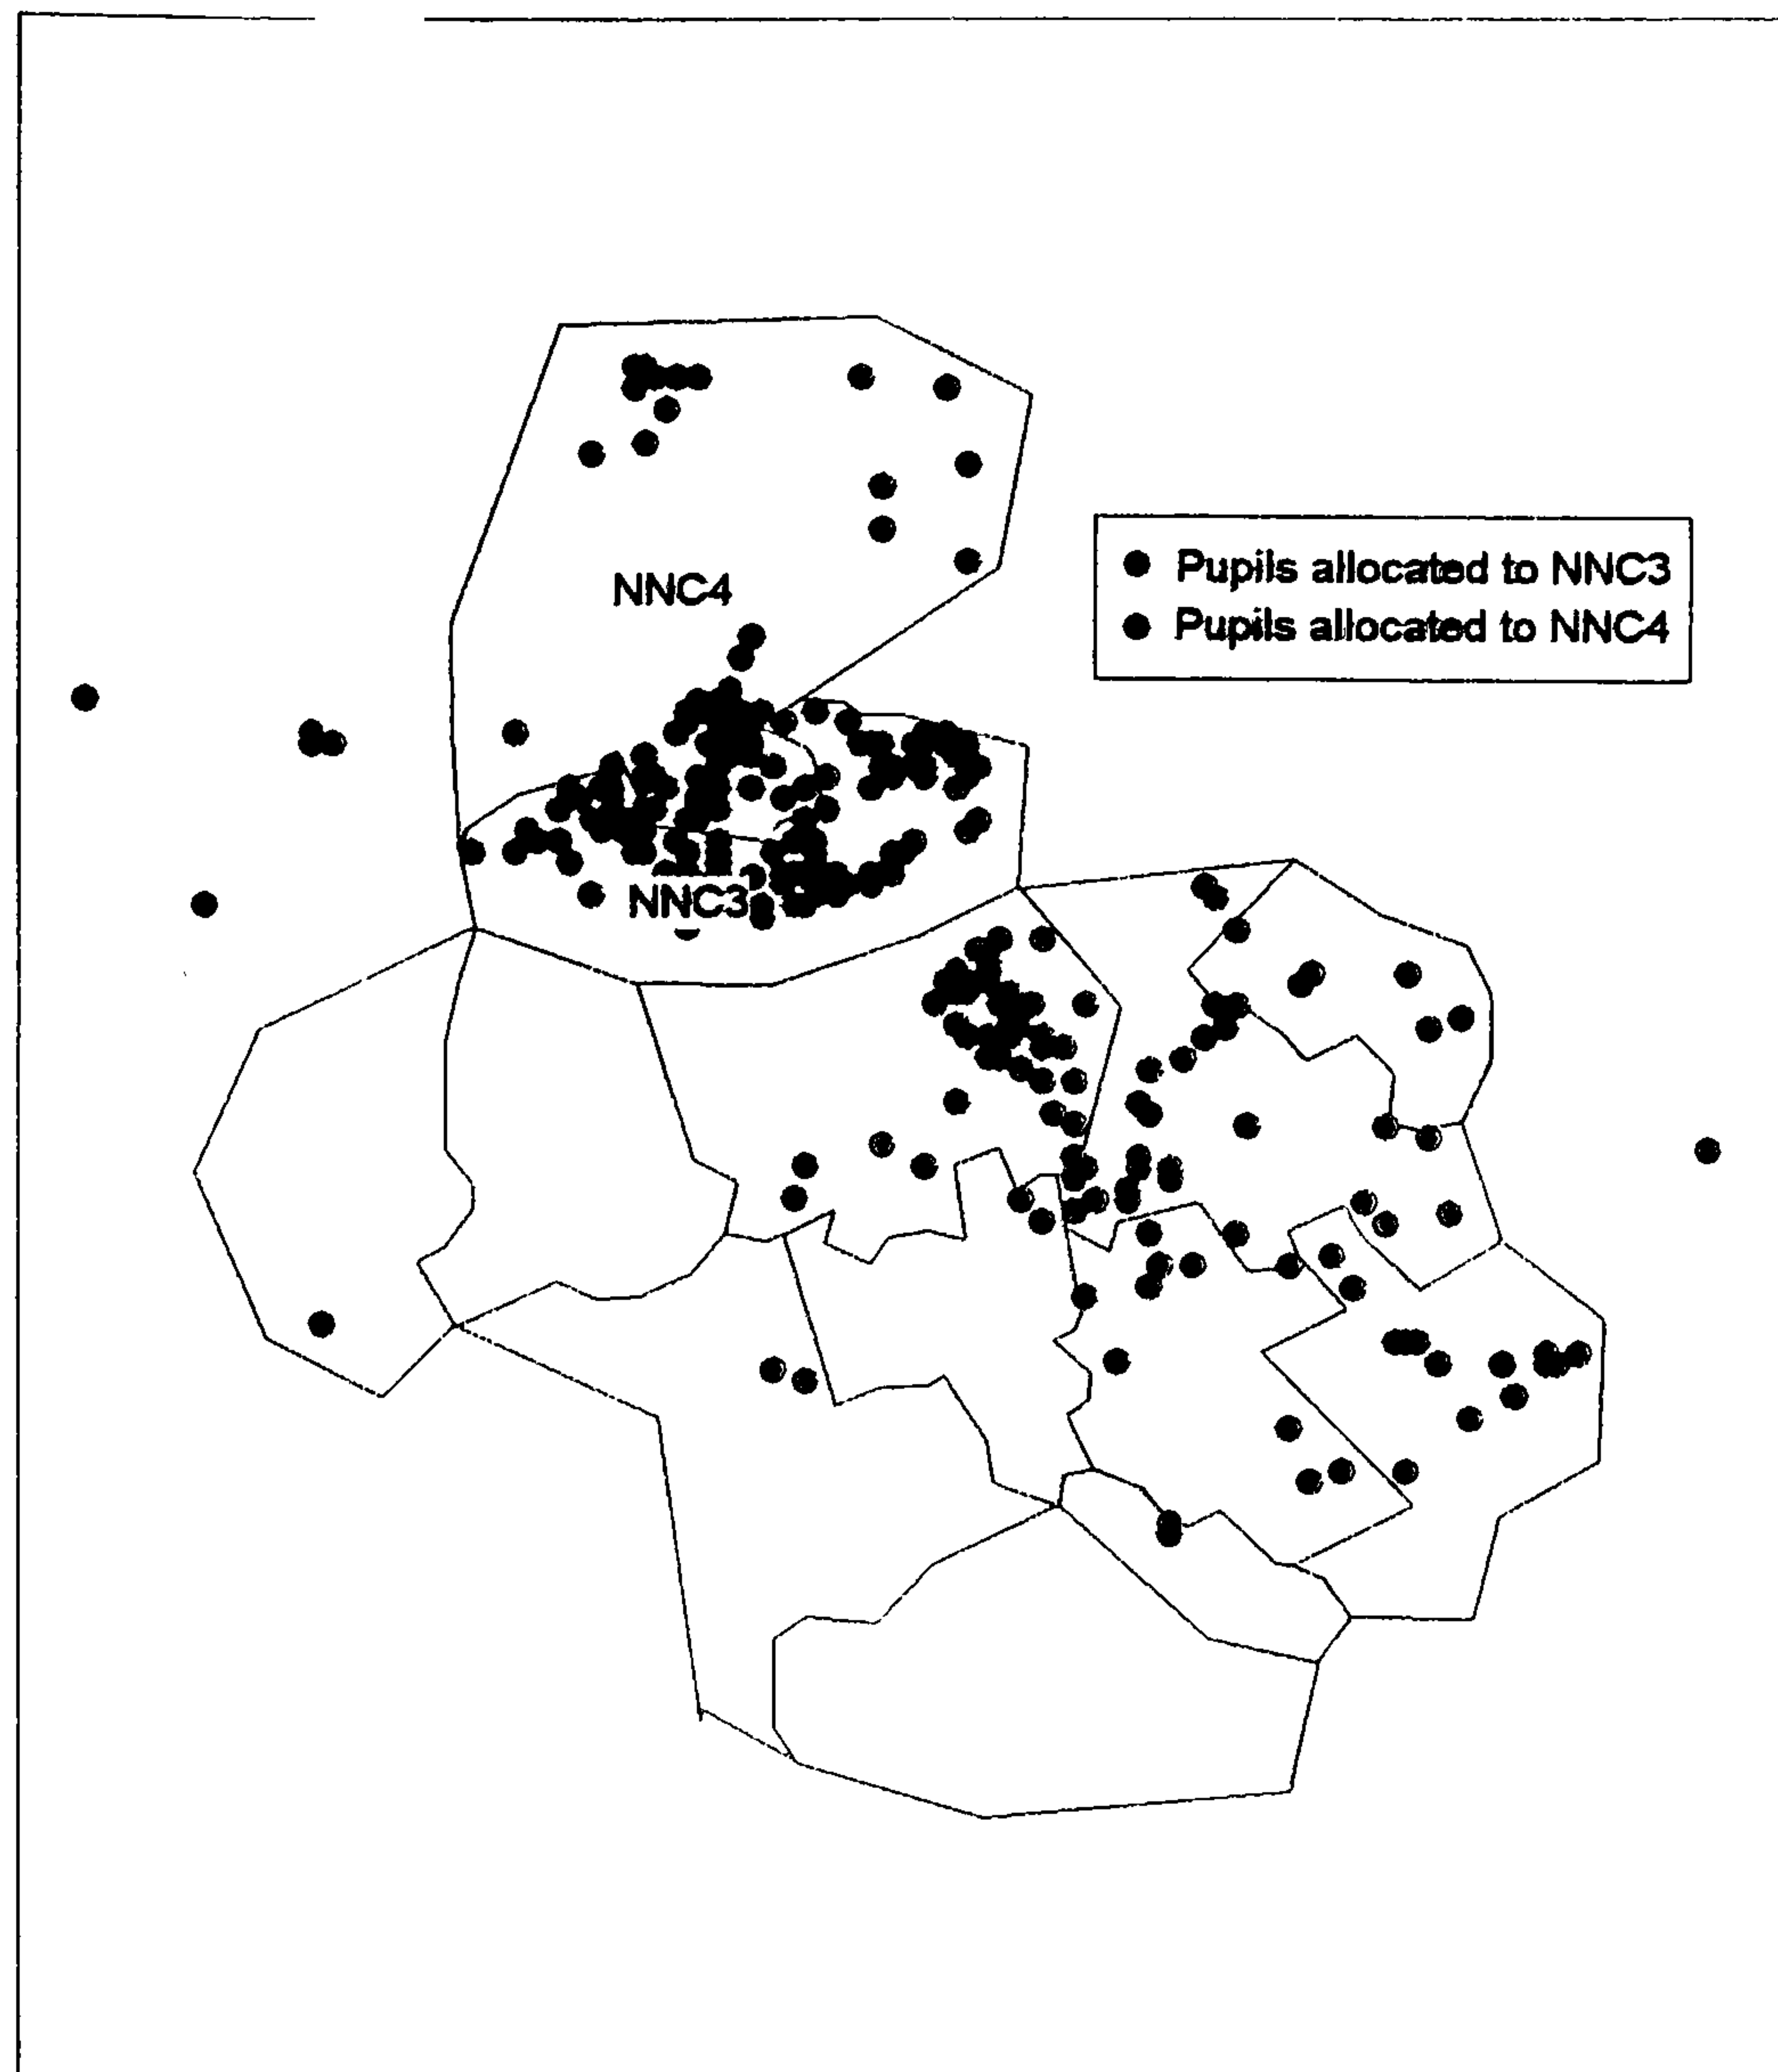 NNC4
Pupils allocated to NNC3
Pupils allocated to NNC4
NNC3